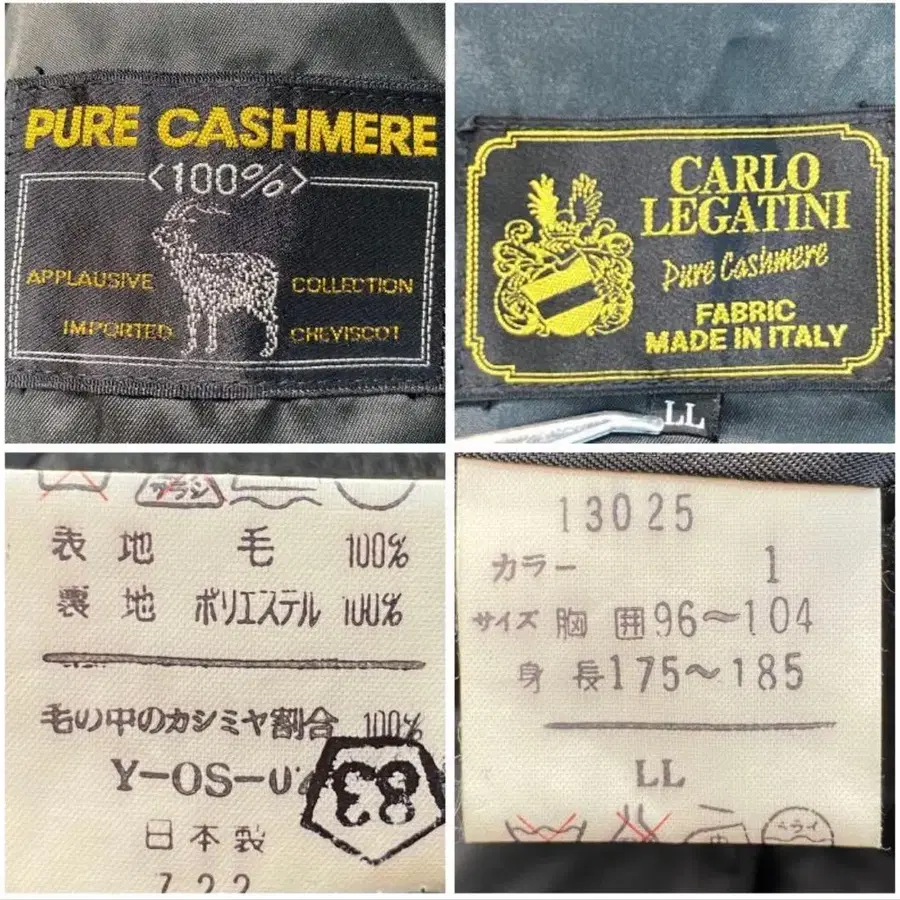 PURE CASHMERE
<100%>
APPLAUSIVE COLLECTION
IMPORTED CHEVISCOT
CARLO
LEGATINI
Pure Cashmere
FABRIC
MADE IN ITALY
LL
表地 毛 100%
裏地 ポリエステル 100%
毛の中のカシミヤ割合 100%
Y-OS-0
83
日本製
722
13025
カラー 1
サイズ 胸囲 96〜104
身長 175〜185
LL
ドライ